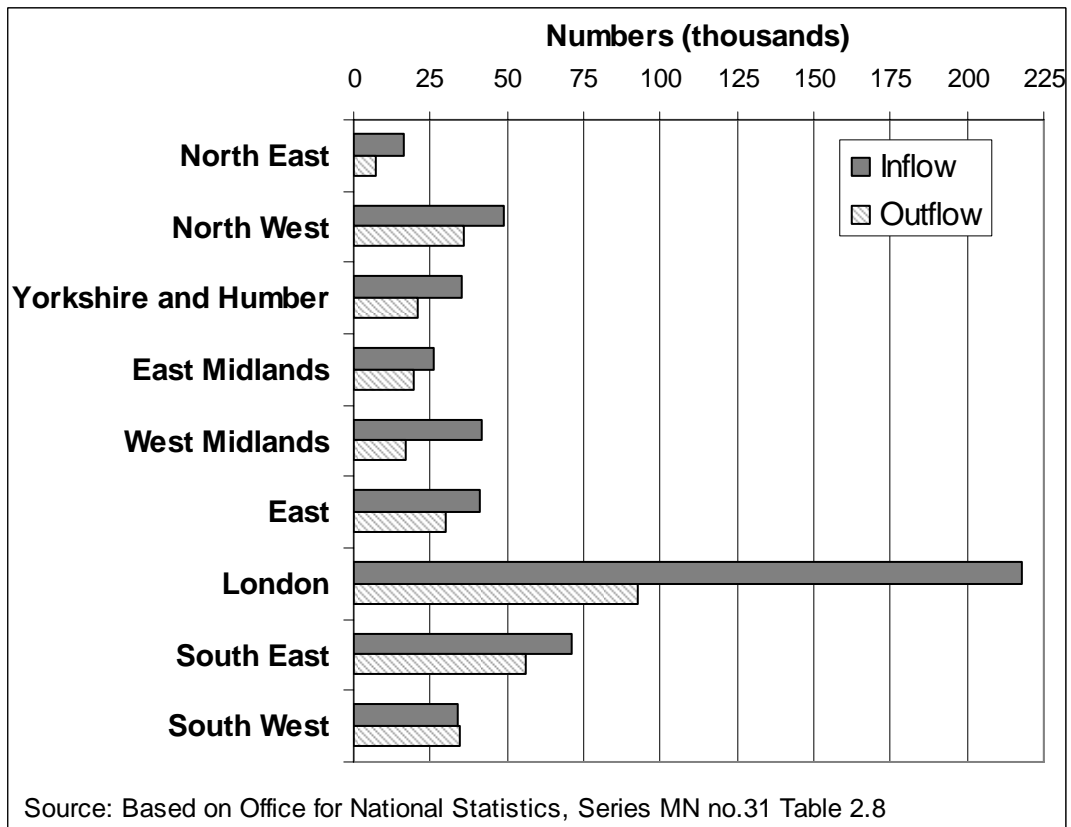 Numbers (thousands)
0 25 50 75 100 125 150 175 200 225
Inflow
Outflow
North East
North West
Yorkshire and Humber
East Midlands
West Midlands
East
London
South East
South West
Source: Based on Office for National Statistics, Series MN no.31 Table 2.8